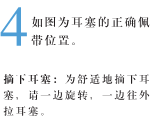 4 如图为耳塞的正确佩
带位置。
摘下耳塞：为舒适地摘下耳
塞，请一边旋转，一边往外
拉耳塞。